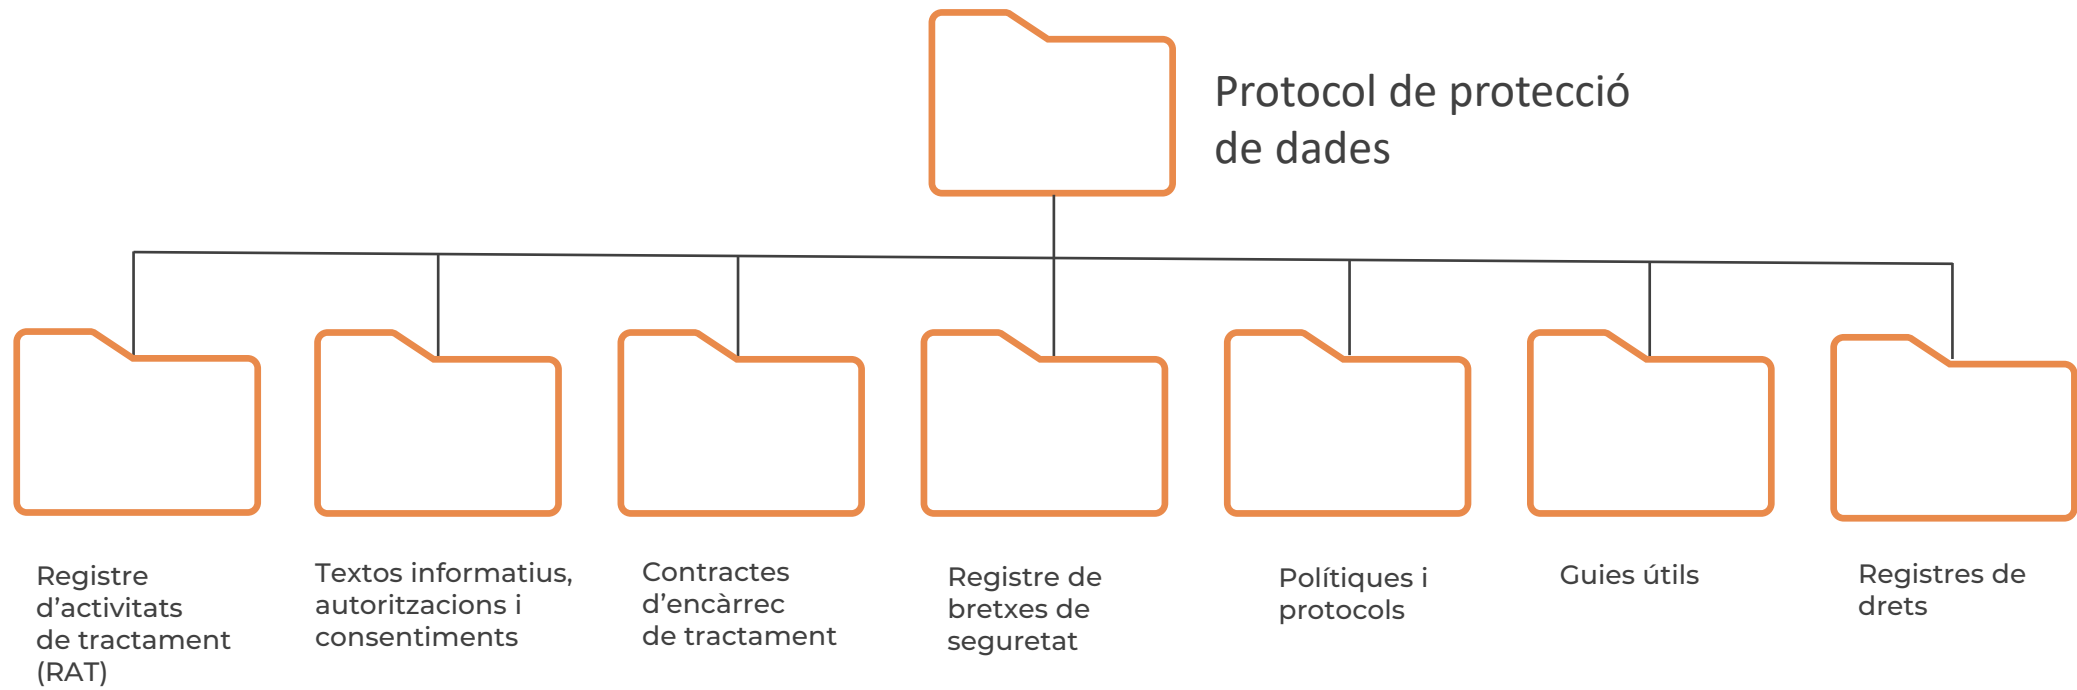 Protocol de protecció
de dades
Registre
d’activitats
de tractament
(RAT)
Textos informatius,
autoritzacions i
consentiments
Contractes
d’encàrrec
de tractament
Registre de
bretxes de
seguretat
Polítiques i
protocols
Guies útils
Registres de
drets